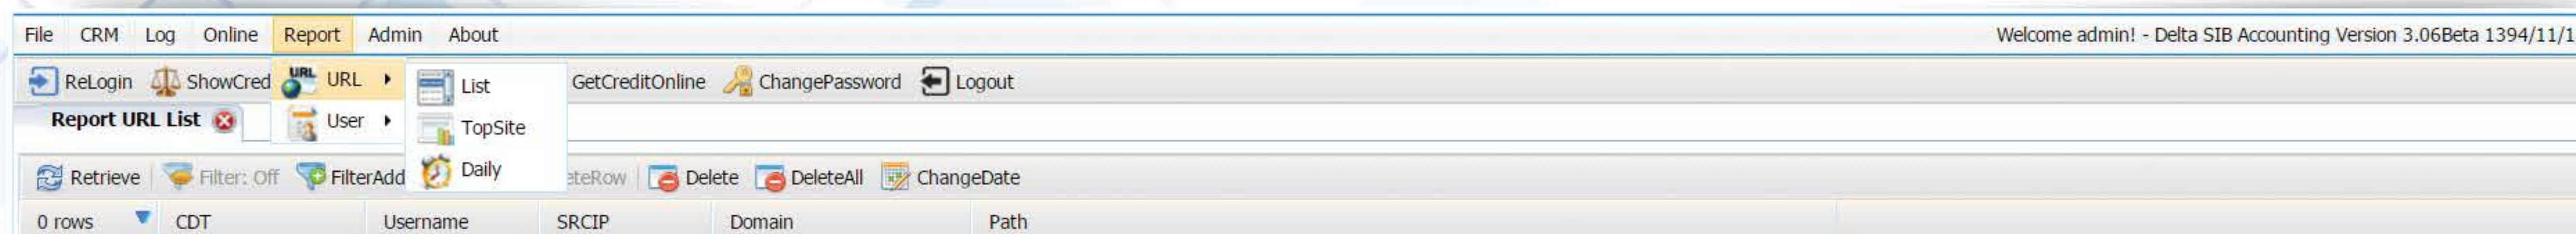 File CRM Log Online Report Admin About Welcome admin! - Delta SIB Accounting Version 3.06Beta 1394/11/1
ReLogin ShowCred URL List GetCreditOnline ChangePassword Logout
Report URL List User TopSite
Retrieve Filter: Off FilterAdd Daily eteRow Delete DeleteAll ChangeDate
0 rows CDT Username SRCIP Domain Path